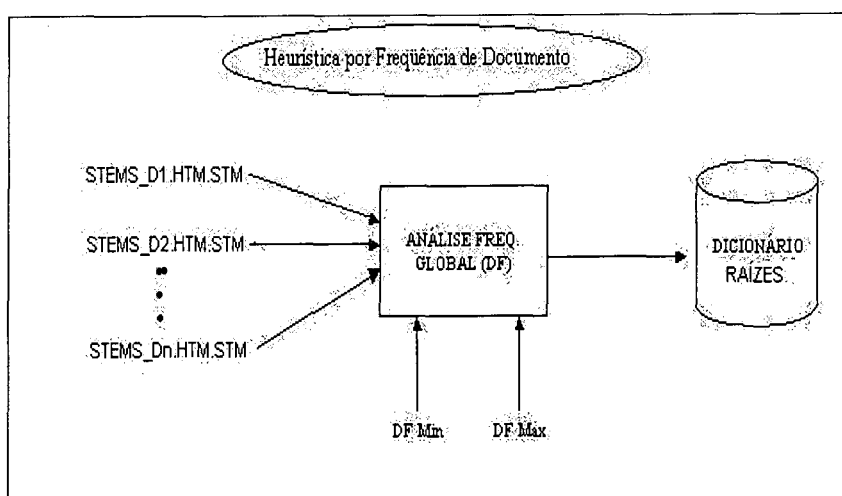 Heurística por Freqüência de Documento
STEMS_D1.HTM.STM
STEMS_D2.HTM.STM
STEMS_Dn.HTM.STM
ANÁLISE FREQ.
GLOBAL (DF)
DICIONÁRIO
RAÍZES
DF Min
DF Max